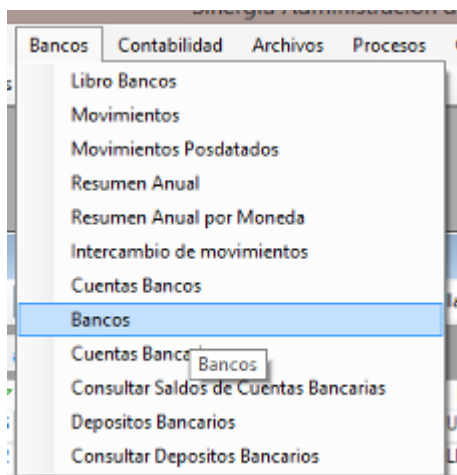 Bancos Contabilidad Archivos Procesos
Libro Bancos
Movimientos
Movimientos Posdatados
Resumen Anual
Resumen Anual por Moneda
Intercambio de movimientos
Cuentas Bancos
Bancos
Cuentas
Bancos
Consultar Saldos de Cuentas Bancarias
Depositos Bancarios
Consultar Depositos Bancarios